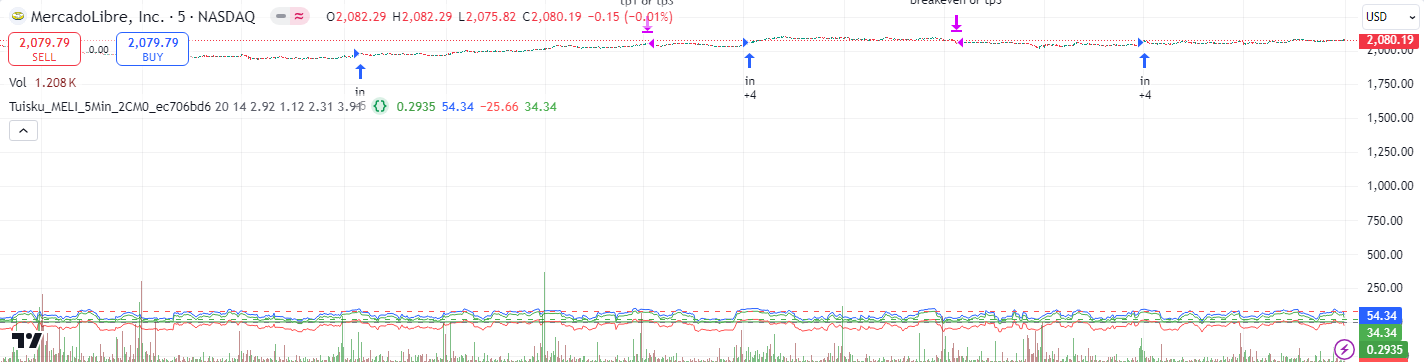 MercadoLibre, Inc. · 5 · NASDAQ O2,082.29 H2,082.29 L2,075.82 C2,080.19 −0.15 (−0.01%)
tp1 or tp3
breakeven or tp3
USD
2,079.79
SELL
0.00
2,079.79
BUY
2,080.19
2,000.00
Vol 1.208 K
1,750.00
in
in
+4
in
+4
Tuisku_MELI_5Min_2CM0_ec706bd6 20 14 2.92 1.12 2.31 0.2935 54.34 −25.66 34.34
1,500.00
1,250.00
1,000.00
750.00
500.00
250.00
54.34
34.34
0.2935